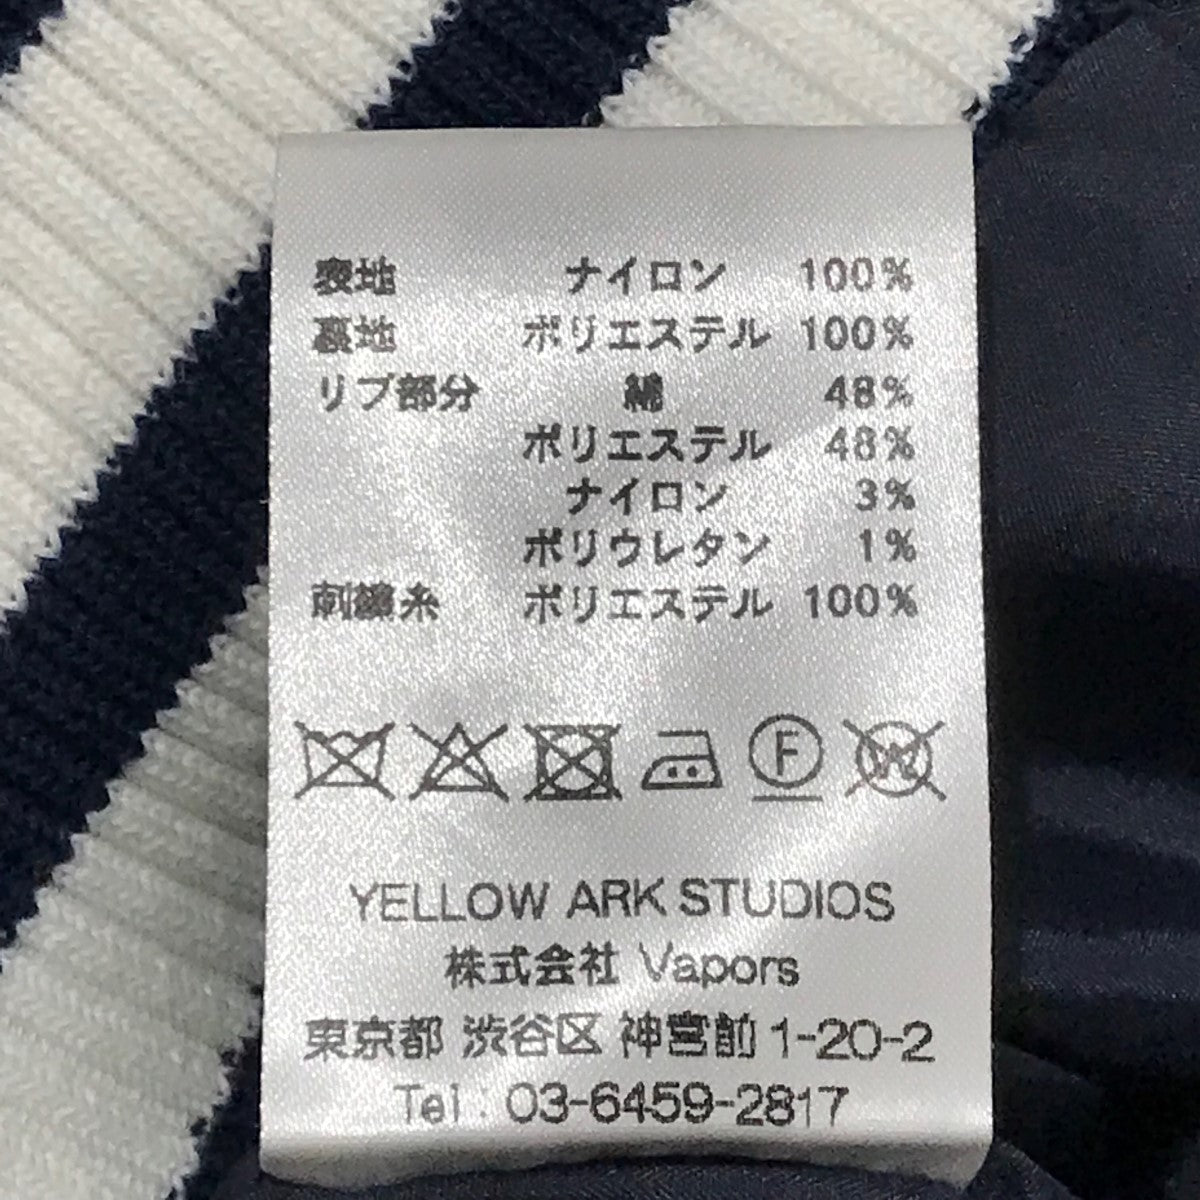 表地 ナイロン 100%
裏地 ポリエステル 100%
リブ部分 綿 48%
ポリエステル 48%
ナイロン 3%
ポリウレタン 1%
刺繍糸 ポリエステル 100%
F W
YELLOW ARK STUDIOS
株式会社 Vapors
東京都 渋谷区 神宮前 1-20-2
Tel : 03-6459-2817